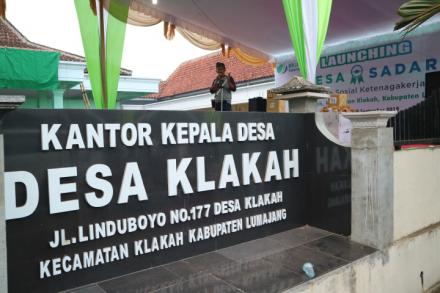 LAUNCHING
ESA SADAR
Sosial Ketenagakerja
Klakah, Kabupaten
KANTOR KEPALA DESA
DESA KLAKAH
JL.LINDUBOYO NO.177 DESA KLAKAH
KECAMATAN KLAKAH KABUPATEN LUMAJANG